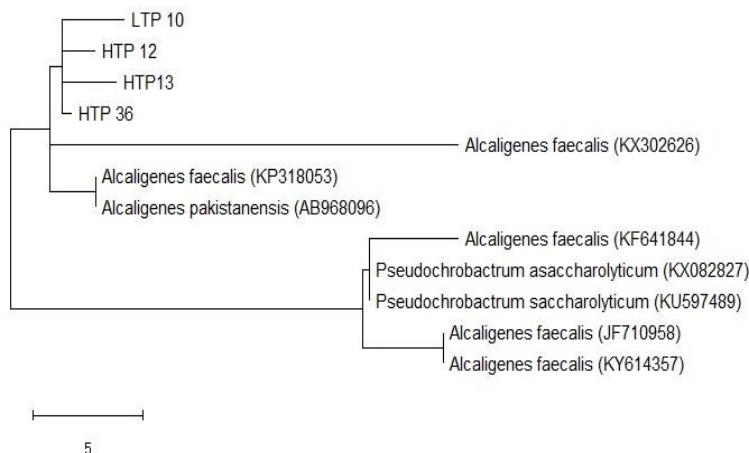 LTP 10
HTP 12
HTP13
HTP 36
Alcaligenes faecalis (KX302626)
Alcaligenes faecalis (KP318053)
Alcaligenes pakistanensis (AB968096)
Alcaligenes faecalis (KF641844)
Pseudochrobactrum asaccharolyticum (KX082827)
Pseudochrobactrum saccharolyticum (KU597489)
Alcaligenes faecalis (JF710958)
Alcaligenes faecalis (KY614357)
5